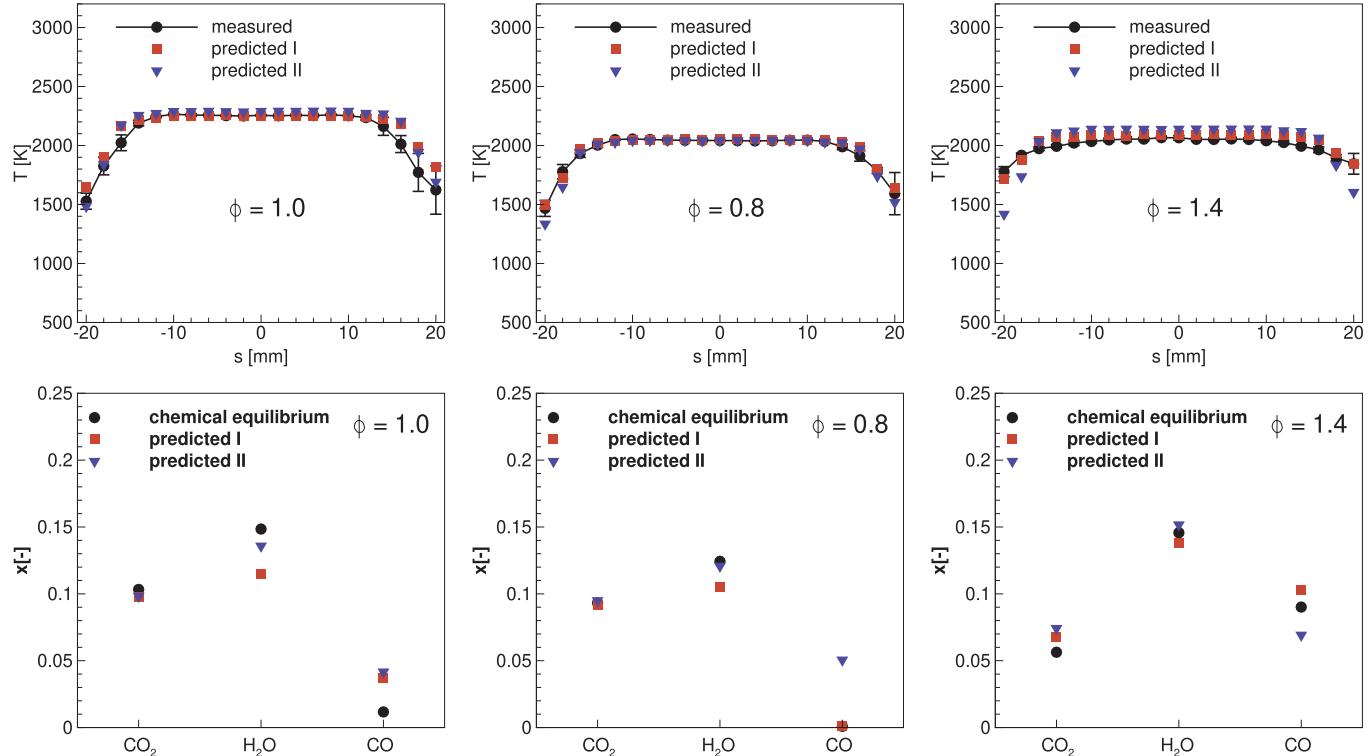 3000
2500
2000
1500
1000
500
T [K]
measured
predicted I
predicted II
ϕ = 1.0
-20 -10 0 10 20
s [mm]
3000
2500
2000
1500
1000
500
T [K]
measured
predicted I
predicted II
ϕ = 0.8
-20 -10 0 10 20
s [mm]
3000
2500
2000
1500
1000
500
T [K]
measured
predicted I
predicted II
ϕ = 1.4
-20 -10 0 10 20
s [mm]
0.25
0.2
0.15
0.1
0.05
0
x[-]
chemical equilibrium
predicted I
predicted II
ϕ = 1.0
CO₂ H₂O CO
0.25
0.2
0.15
0.1
0.05
0
x[-]
chemical equilibrium
predicted I
predicted II
ϕ = 0.8
CO₂ H₂O CO
0.25
0.2
0.15
0.1
0.05
0
x[-]
chemical equilibrium
predicted I
predicted II
ϕ = 1.4
CO₂ H₂O CO